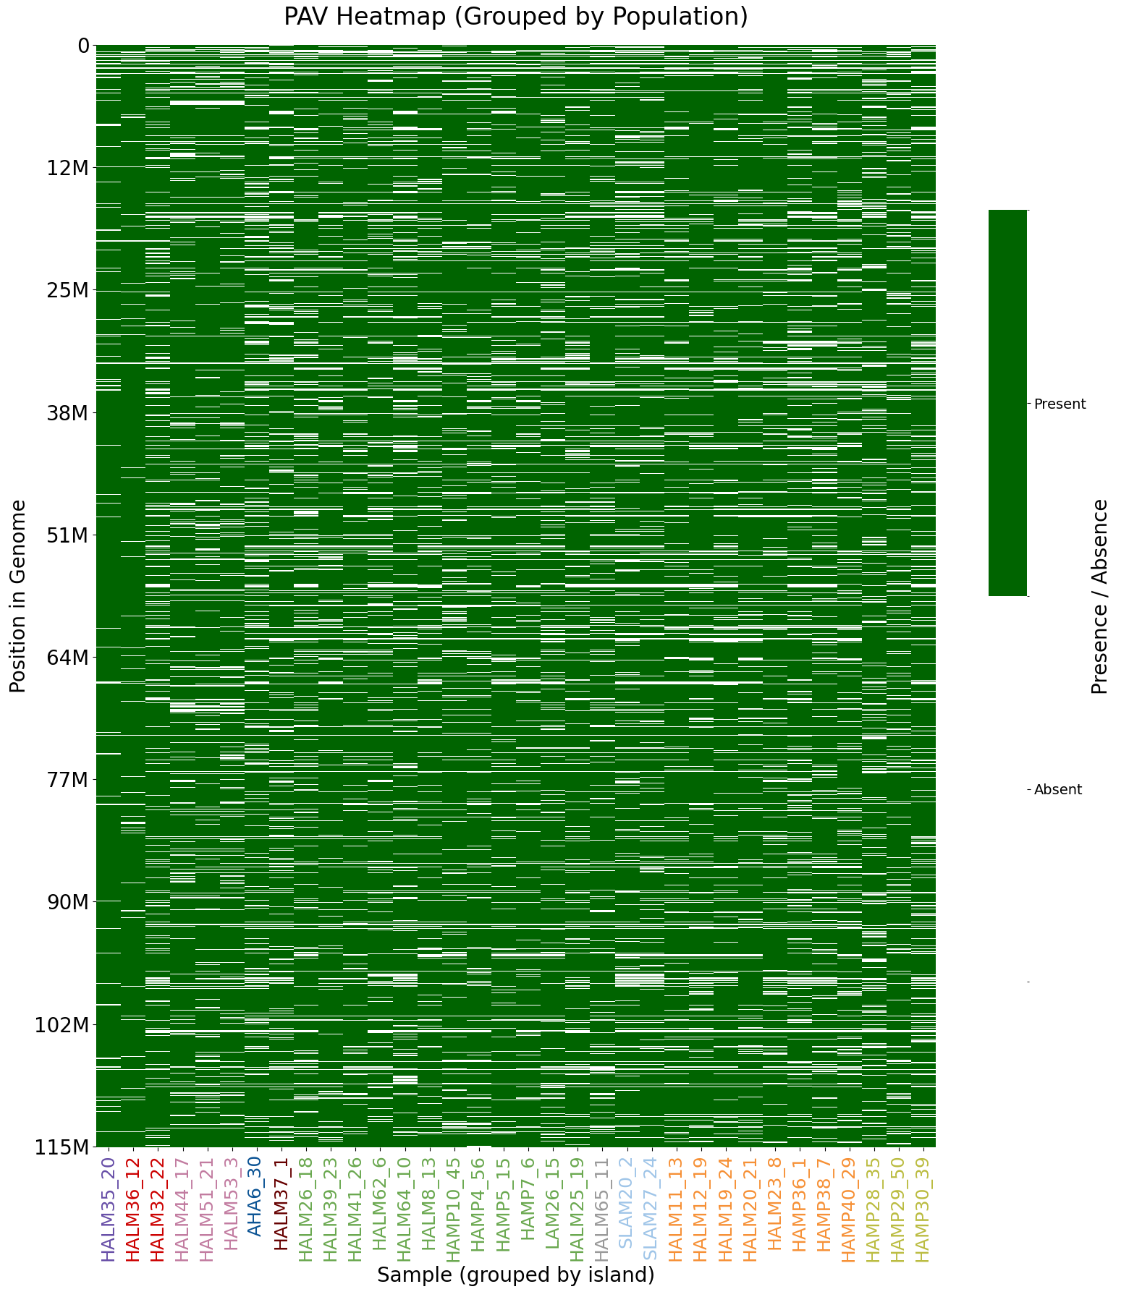 PAV Heatmap (Grouped by Population)
0
12M
25M
38M
51M
64M
77M
90M
102M
115M
Position in Genome
HALM35_20
HALM36_12
HALM32_22
HALM44_17
HALM51_21
HALM53_3
AHA6_30
HALM37_1
HALM26_18
HALM39_23
HALM41_26
HALM62_6
HALM64_10
HALM8_13
HAMP10_45
HAMP4_56
HAMP5_15
HAMP7_6
LAM26_15
HALM25_19
HALM65_11
SLAM20_2
SLAM27_24
HALM11_13
HALM12_19
HALM19_24
HALM20_21
HALM23_8
HAMP36_1
HAMP38_7
HAMP40_29
HAMP28_35
HAMP29_50
HAMP30_39
Sample (grouped by island)
Present
Absent
Presence / Absence